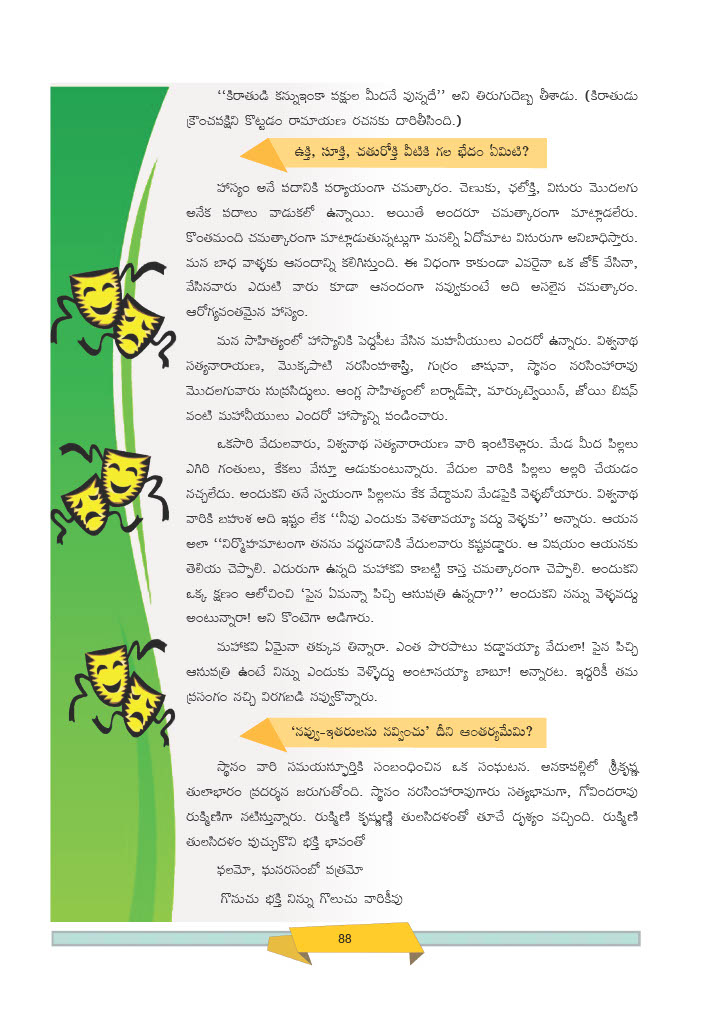 ‘‘కిరాతుడి కన్నుఇంకా పక్షుల మీదనే వున్నదే’’ అని తిరుగుదెబ్బ తీశాడు. (కిరాతుడు
క్రౌంచపక్షిని కొట్టడం రామాయణ రచనకు దారితీసింది.)
ఉక్తి, సూక్తి, చతురోక్తి వీటికి గల భేదం ఏమిటి?
హాస్యం అనే పదానికి పర్యాయంగా చమత్కారం. చెణుకు, ఛలోక్తి, విసురు మొదలగు
అనేక పదాలు వాడుకలో ఉన్నాయి. అయితే అందరూ చమత్కారంగా మాట్లాడలేరు.
కొంతమంది చమత్కారంగా మాట్లాడుతున్నట్లుగా మనల్ని ఏదోమాట విసురుగా అనిబాధిస్తారు.
మన బాధ వాళ్ళకు ఆనందాన్ని కలిగిస్తుంది. ఈ విధంగా కాకుండా ఎవరైనా ఒక జోక్ వేసినా,
వేసినవారు ఎదుటి వారు కూడా ఆనందంగా నవ్వుకుంటే అది అసలైన చమత్కారం.
ఆరోగ్యవంతమైన హాస్యం.
మన సాహిత్యంలో హాస్యానికి పెద్దపీట వేసిన మహనీయులు ఎందరో ఉన్నారు. విశ్వనాథ
సత్యనారాయణ, మొక్కపాటి నరసింహశాస్త్రి, గుర్రం జాషువా, స్థానం నరసింహారావు
మొదలగువారు సుప్రసిద్ధులు. ఆంగ్ల సాహిత్యంలో బర్నాడ్‌షా, మార్కుట్వెయిన్, జోయి బిషప్
వంటి మహానీయులు ఎందరో హాస్యాన్ని పండించారు.
ఒకసారి వేదులవారు, విశ్వనాథ సత్యనారాయణ వారి ఇంటికెళ్లారు. మేడ మీద పిల్లలు
ఎగిరి గంతులు, కేకలు వేస్తూ ఆడుకుంటున్నారు. వేదుల వారికి పిల్లలు అల్లరి చేయడం
నచ్చలేదు. అందుకని తనే స్వయంగా పిల్లలను కేక వేద్దామని మేడపైకి వెళ్ళబోయారు. విశ్వనాథ
వారికి బహుశ అది ఇష్టం లేక ‘‘నీవు ఎందుకు వెళతావయ్యా వద్దు వెళ్ళకు’’ అన్నారు. ఆయన
అలా ‘‘నిర్మొహమాటంగా తనను వద్దనడానికి వేదులవారు కష్టపడ్డారు. ఆ విషయం ఆయనకు
తెలియ చెప్పాలి. ఎదురుగా ఉన్నది మహాకవి కాబట్టి కాస్త చమత్కారంగా చెప్పాలి. అందుకని
ఒక్క క్షణం ఆలోచించి ‘పైన ఏమన్నా పిచ్చి ఆసుపత్రి ఉన్నదా?’’ అందుకని నన్ను వెళ్ళవద్దు
అంటున్నారా! అని కొంటెగా అడిగారు.
మహాకవి ఏమైనా తక్కువ తిన్నారా. ఎంత పొరపాటు పడ్డావయ్యా వేదులా! పైన పిచ్చి
ఆసుపత్రి ఉంటే నిన్ను ఎందుకు వెళ్ళొద్దు అంటానయ్యా బాబూ! అన్నారట. ఇద్దరికీ తమ
ప్రసంగం నచ్చి విరగబడి నవ్వుకొన్నారు.
‘నవ్వు-ఇతరులను నవ్వించు’ దీని ఆంతర్యమేమి?
స్థానం వారి సమయస్ఫూర్తికి సంబంధించిన ఒక సంఘటన. అనకాపల్లిలో శ్రీకృష్ణ
తులాభారం ప్రదర్శన జరుగుతోంది. స్థానం నరసింహారావుగారు సత్యభామగా, గోవిందరావు
రుక్మిణిగా నటిస్తున్నారు. రుక్మిణి కృష్ణుణ్ణి తులసిదళంతో తూచే దృశ్యం వచ్చింది. రుక్మిణి
తులసిదళం పుచ్చుకొని భక్తి భావంతో
ఫలమో, ఘనరసంబో పత్రమో
గొనుచు భక్తి నిన్ను గొలుచు వారికీవు
88